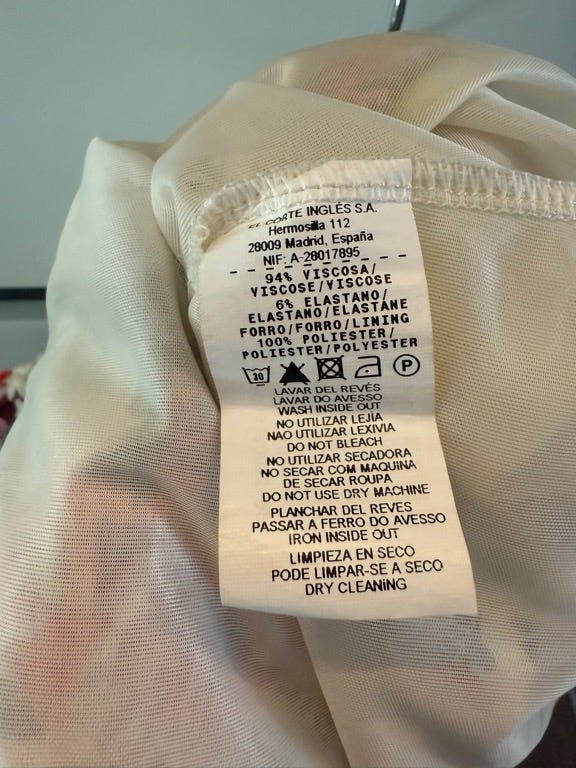 EL CORTE INGLÉS S.A.
Hermosilla 112
28009 Madrid, España
NIF: A-28017895
94% VISCOSA/
VISCOSE/VISCOSE
6% ELASTANO/
ELASTANO/ELASTANE
FORRO/FORRO/LINING
100% POLIESTER/
POLIESTER/POLYESTER
30 P
LAVAR DEL REVÉS
LAVAR DO AVESSO
WASH INSIDE OUT
NO UTILIZAR LEJÍA
NAO UTILIZAR LEXIVIA
DO NOT BLEACH
NO UTILIZAR SECADORA
NO SECAR COM MAQUINA
DE SECAR ROUPA
DO NOT USE DRY MACHINE
PLANCHAR DEL REVES
PASSAR A FERRO DO AVESSO
IRON INSIDE OUT
LIMPIEZA EN SECO
PODE LIMPAR-SE A SECO
DRY CLEANING